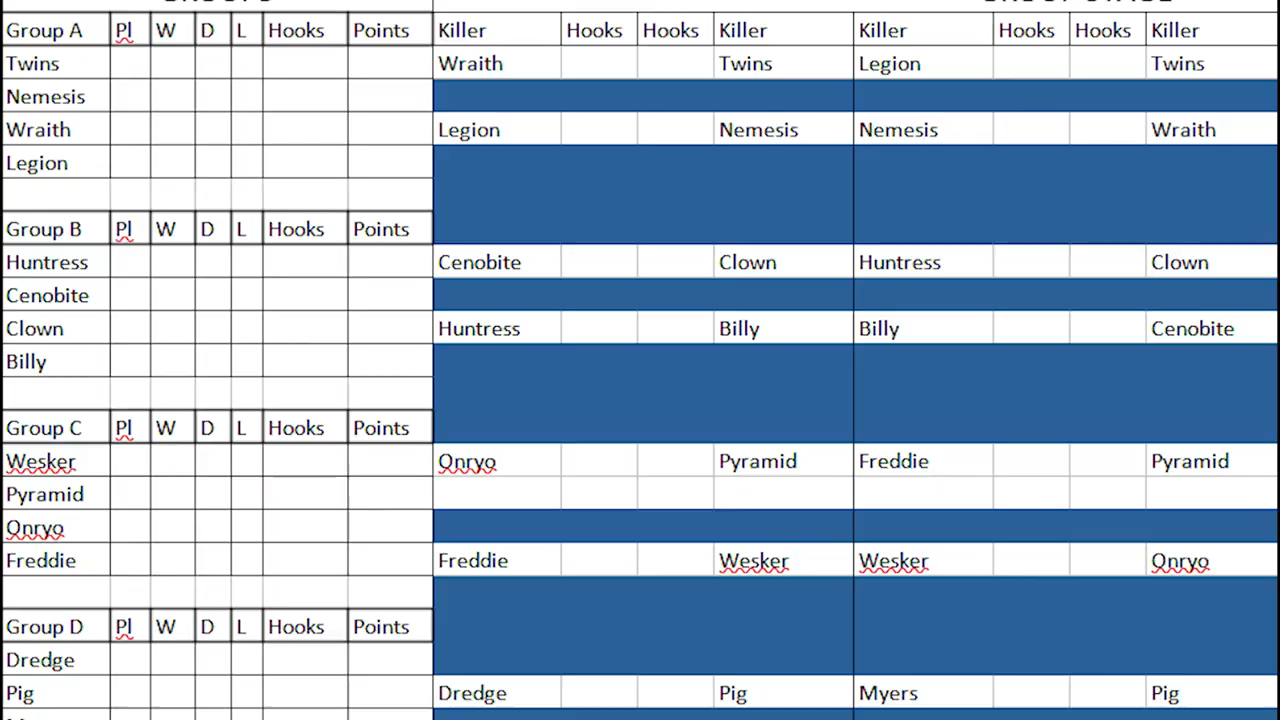 Group A Pl W D L Hooks Points Killer Hooks Hooks Killer Killer Hooks Hooks Killer
Twins Wraith Twins Legion Twins
Nemesis
Wraith Legion Nemesis Nemesis Wraith
Legion
Group B Pl W D L Hooks Points
Huntress Cenobite Clown Huntress Clown
Cenobite
Clown Huntress Billy Billy Cenobite
Billy
Group C Pl W D L Hooks Points
Wesker Onryo Pyramid Freddie Pyramid
Pyramid
Onryo
Freddie Freddie Wesker Wesker Onryo
Group D Pl W D L Hooks Points
Dredge
Pig Dredge Pig Myers Pig